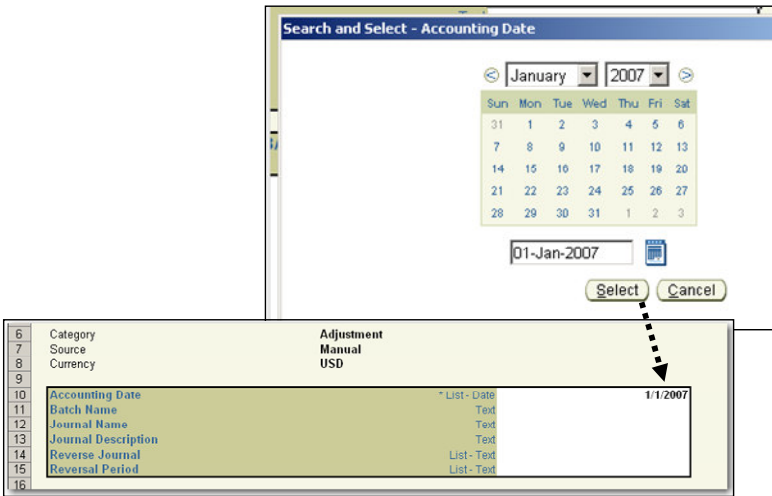 Search and Select - Accounting Date
January 2007
Sun Mon Tue Wed Thu Fri Sat
31 1 2 3 4 5 6
7 8 9 10 11 12 13
14 15 16 17 18 19 20
21 22 23 24 25 26 27
28 29 30 31 1 2 3
01-Jan-2007
Select Cancel
6 Category Adjustment
7 Source Manual
8 Currency USD
9
10 Accounting Date * List - Date 1/1/2007
11 Batch Name Text
12 Journal Name Text
13 Journal Description Text
14 Reverse Journal List - Text
15 Reversal Period List - Text
16